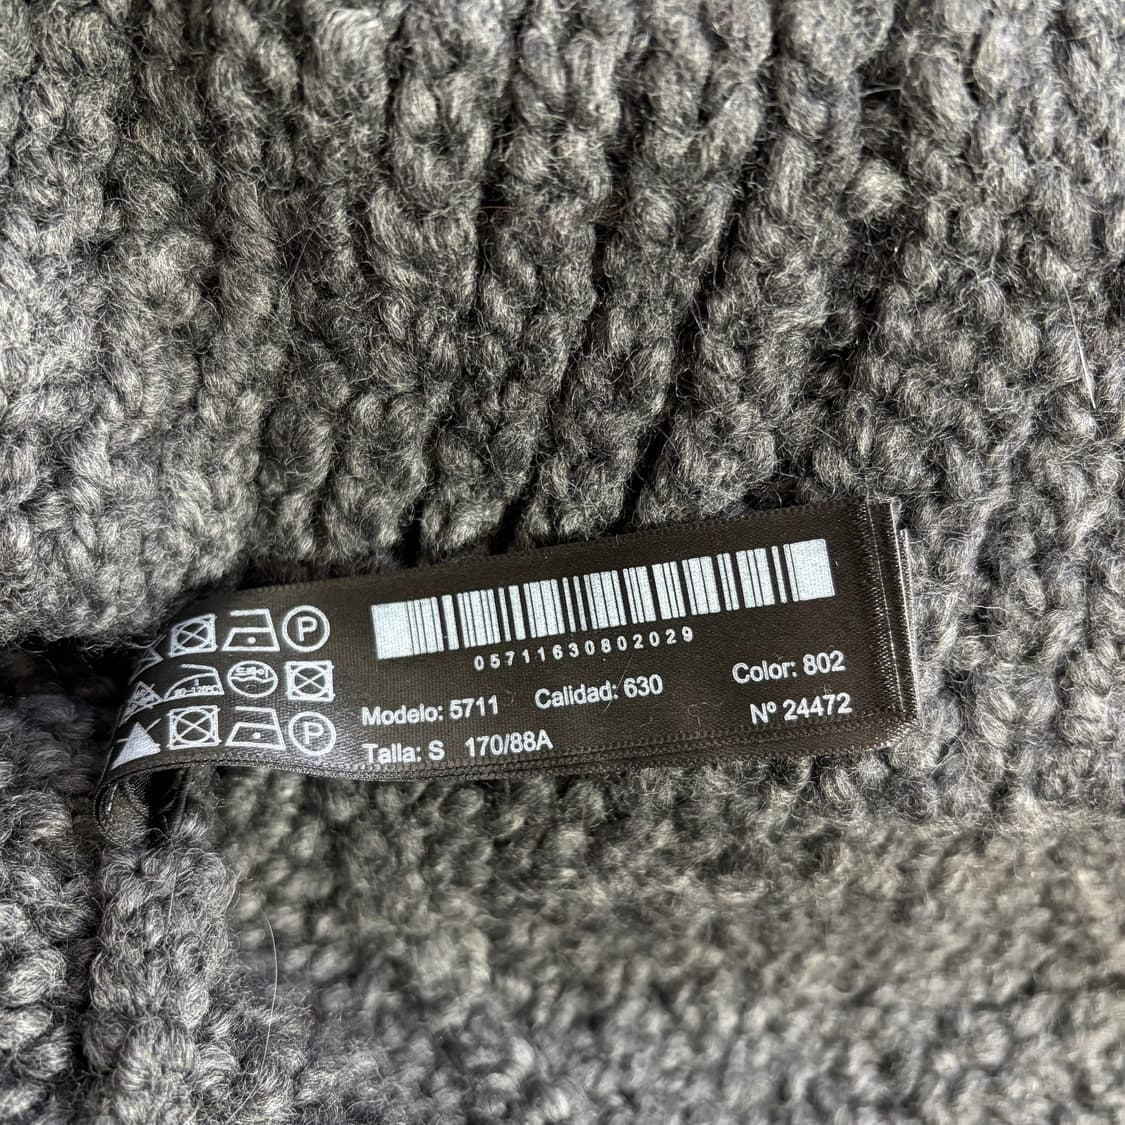 05711630802029
Modelo: 5711 Calidad: 630 Color: 802
Talla: S 170/88A Nº 24472
P
P